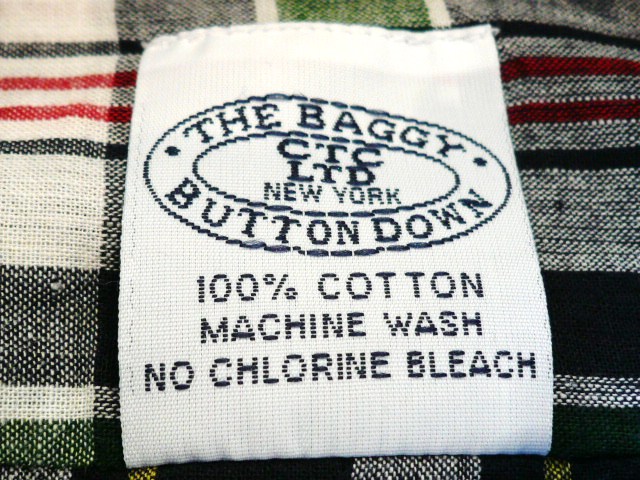 THE BAGGY
CTC
LTD
NEW YORK
BUTTON DOWN
100% COTTON
MACHINE WASH
NO CHLORINE BLEACH